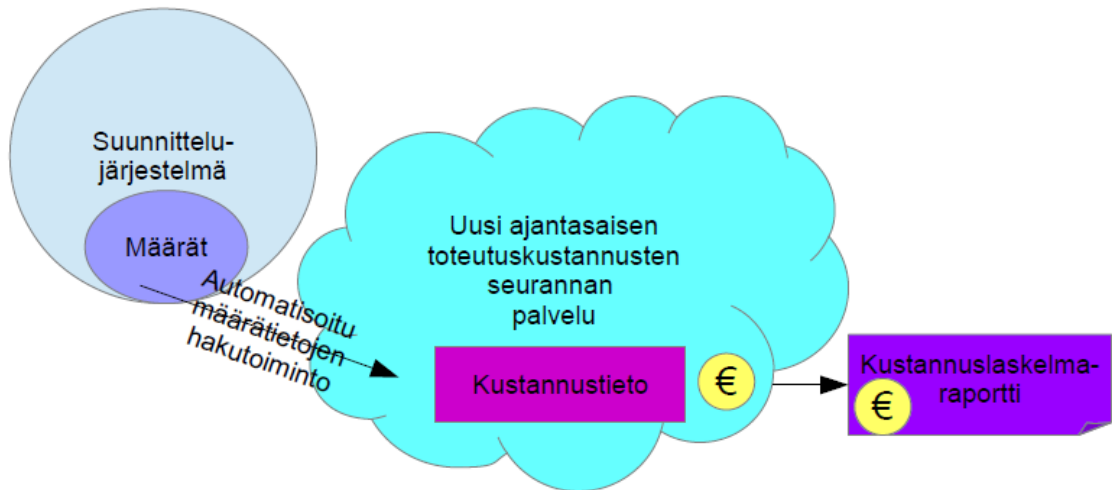 Suunnittelu-
järjestelmä
Määrät
Automatisoitu
määrätietojen
hakutoiminto
Uusi ajantasaisen
toteutuskustannusten
seurannan
palvelu
Kustannustieto
€
Kustannuslaskelma-
raportti
€